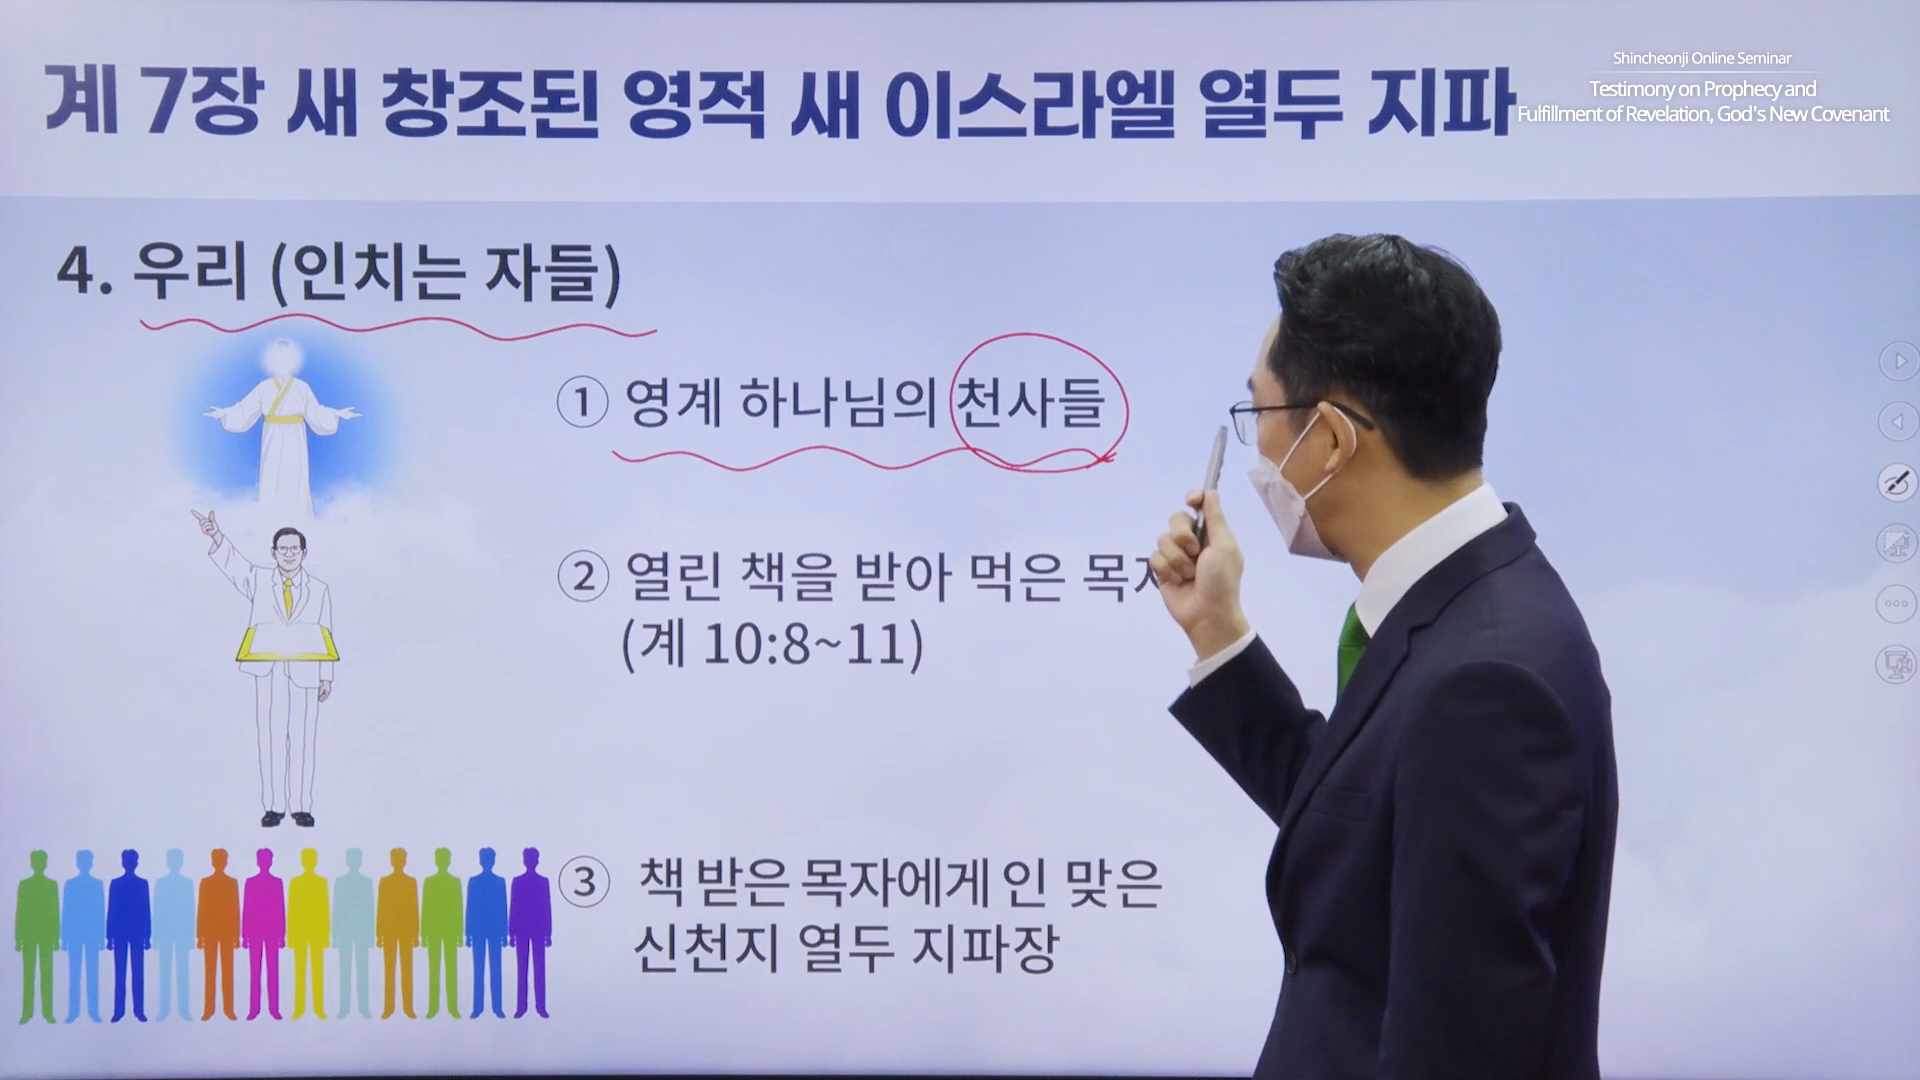 계 7장 새 창조된 영적 새 이스라엘 열두 지파
Shincheonji Online Seminar
Testimony on Prophecy and
Fulfillment of Revelation, God's New Covenant
4. 우리 (인치는 자들)
① 영계 하나님의 천사들
② 열린 책을 받아 먹은
(계 10:8~11)
③ 책 받은 목자에게 인 맞은
신천지 열두 지파장